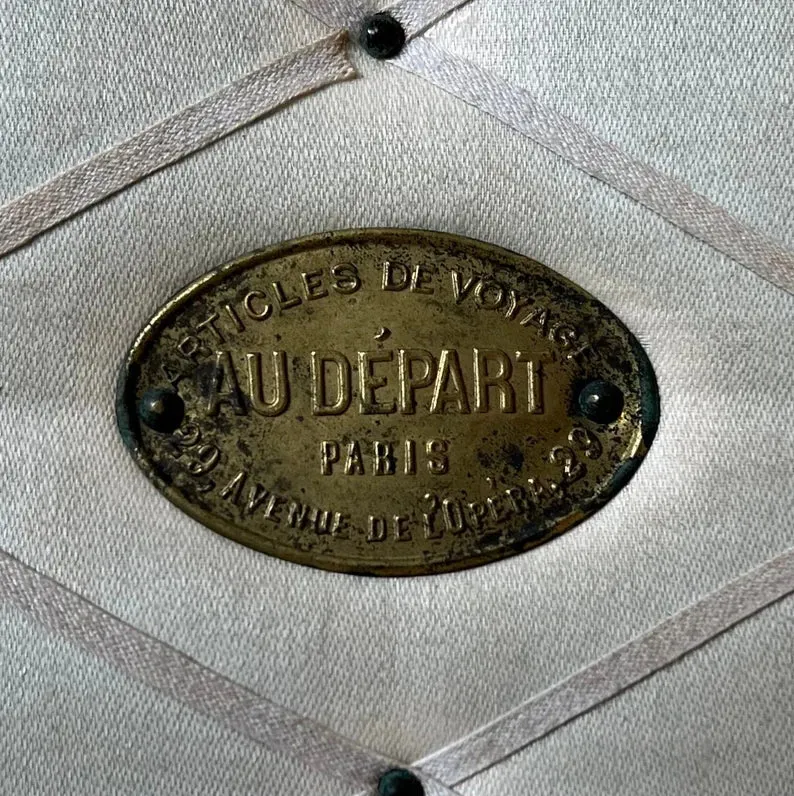 ARTICLES DE VOYAGE
AU DÉPART
PARIS
29, AVENUE DE L'OPÉRA, 29